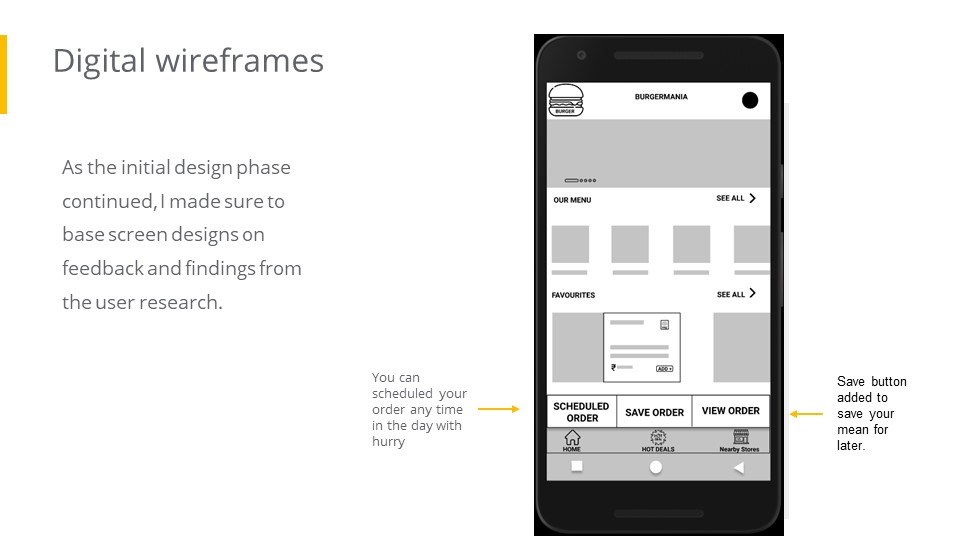 Digital wireframes
As the initial design phase
continued, I made sure to
base screen designs on
feedback and findings from
the user research.
You can
scheduled your
order any time
in the day with
hurry
BURGER
BURGERMANIA
OUR MENU
SEE ALL
FAVOURITES
SEE ALL
₹
ADD +
SCHEDULED
ORDER
SAVE ORDER
VIEW ORDER
HOME
HOT DEALS
Nearby Stores
Save button
added to
save your
mean for
later.